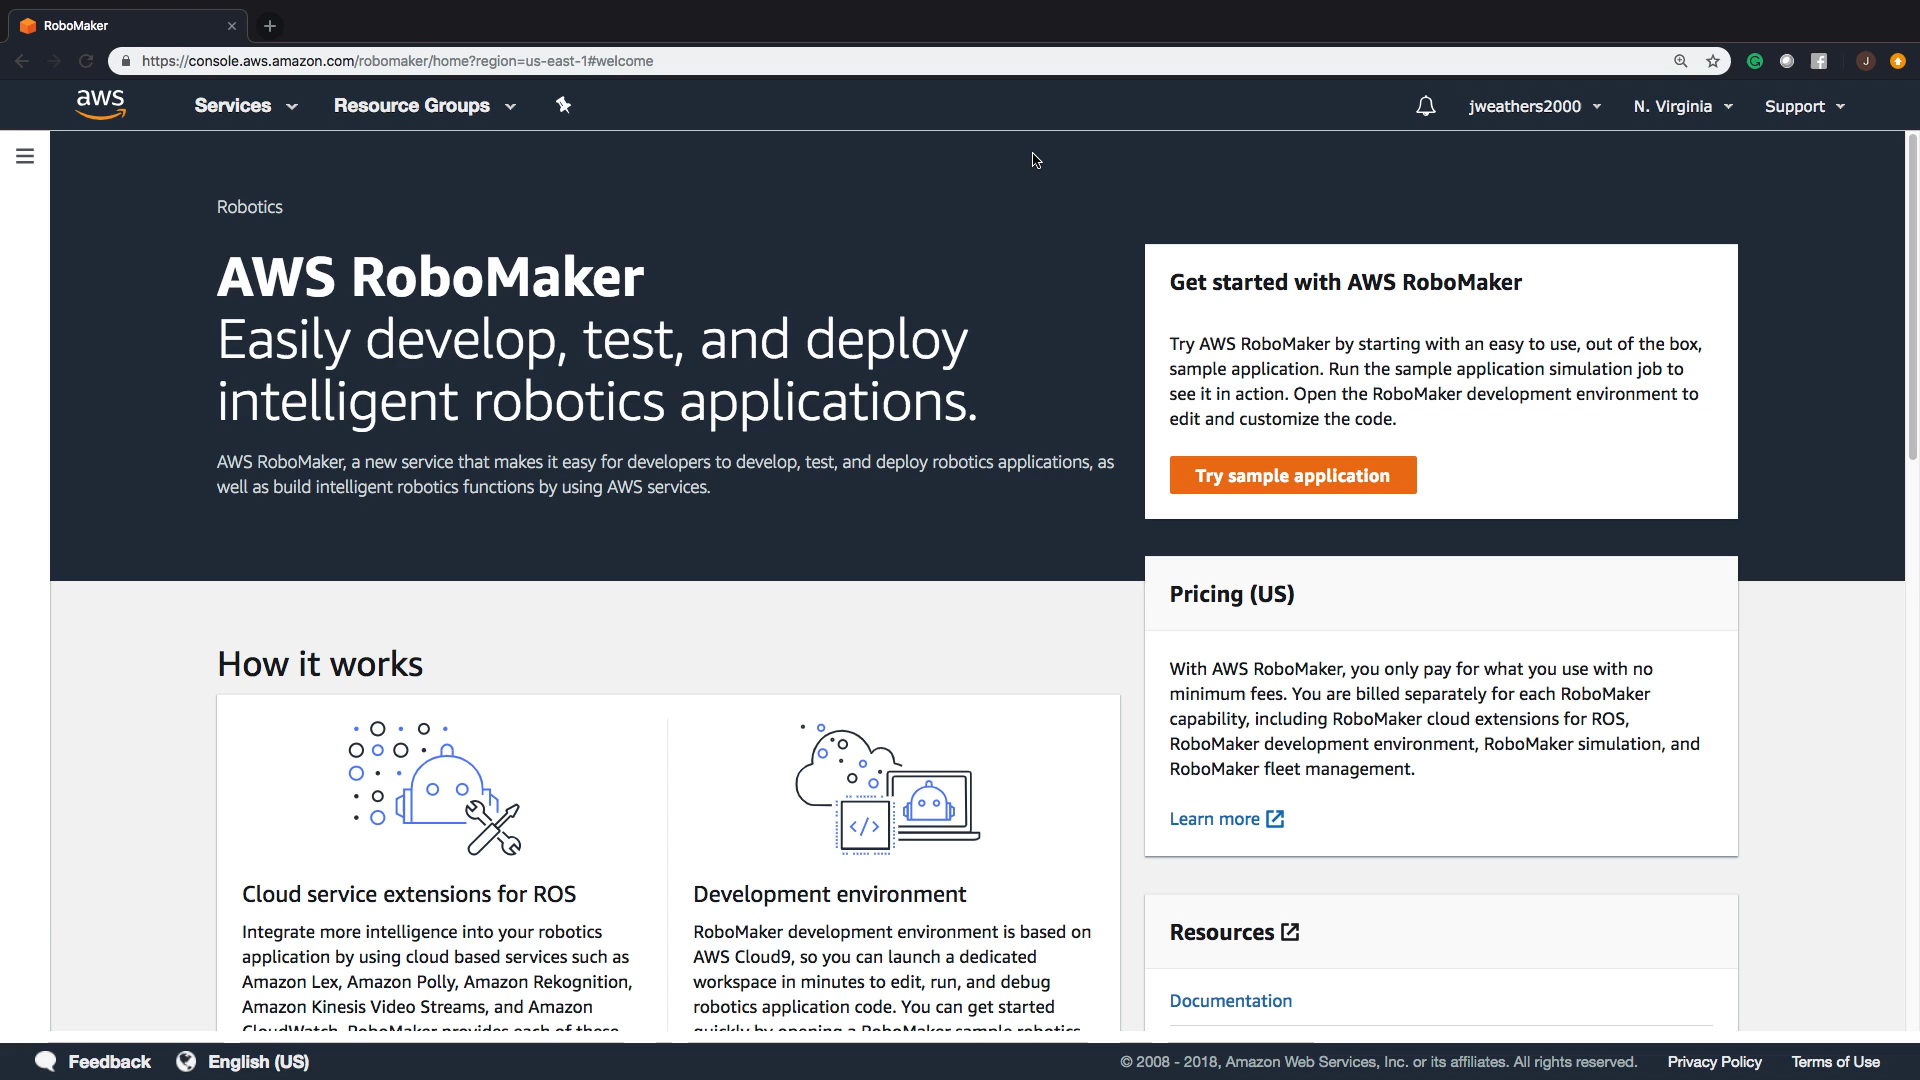 RoboMaker
https://console.aws.amazon.com/robomaker/home?region=us-east-1#welcome
J
aws
Services
Resource Groups
jweathers2000
N. Virginia
Support
Robotics
AWS RoboMaker
Easily develop, test, and deploy
intelligent robotics applications.
AWS RoboMaker, a new service that makes it easy for developers to develop, test, and deploy robotics applications, as
well as build intelligent robotics functions by using AWS services.
Get started with AWS RoboMaker
Try AWS RoboMaker by starting with an easy to use, out of the box,
sample application. Run the sample application simulation job to
see it in action. Open the RoboMaker development environment to
edit and customize the code.
Try sample application
Pricing (US)
With AWS RoboMaker, you only pay for what you use with no
minimum fees. You are billed separately for each RoboMaker
capability, including RoboMaker cloud extensions for ROS,
RoboMaker development environment, RoboMaker simulation, and
RoboMaker fleet management.
Learn more
Resources
Documentation
How it works
</>
Cloud service extensions for ROS
Integrate more intelligence into your robotics
application by using cloud based services such as
Amazon Lex, Amazon Polly, Amazon Rekognition,
Amazon Kinesis Video Streams, and Amazon
CloudWatch. RoboMaker provides each of these
Development environment
RoboMaker development environment is based on
AWS Cloud9, so you can launch a dedicated
workspace in minutes to edit, run, and debug
robotics application code. You can get started
quickly by opening a RoboMaker sample robotics
Feedback
English (US)
© 2008 - 2018, Amazon Web Services, Inc. or its affiliates. All rights reserved.
Privacy Policy
Terms of Use